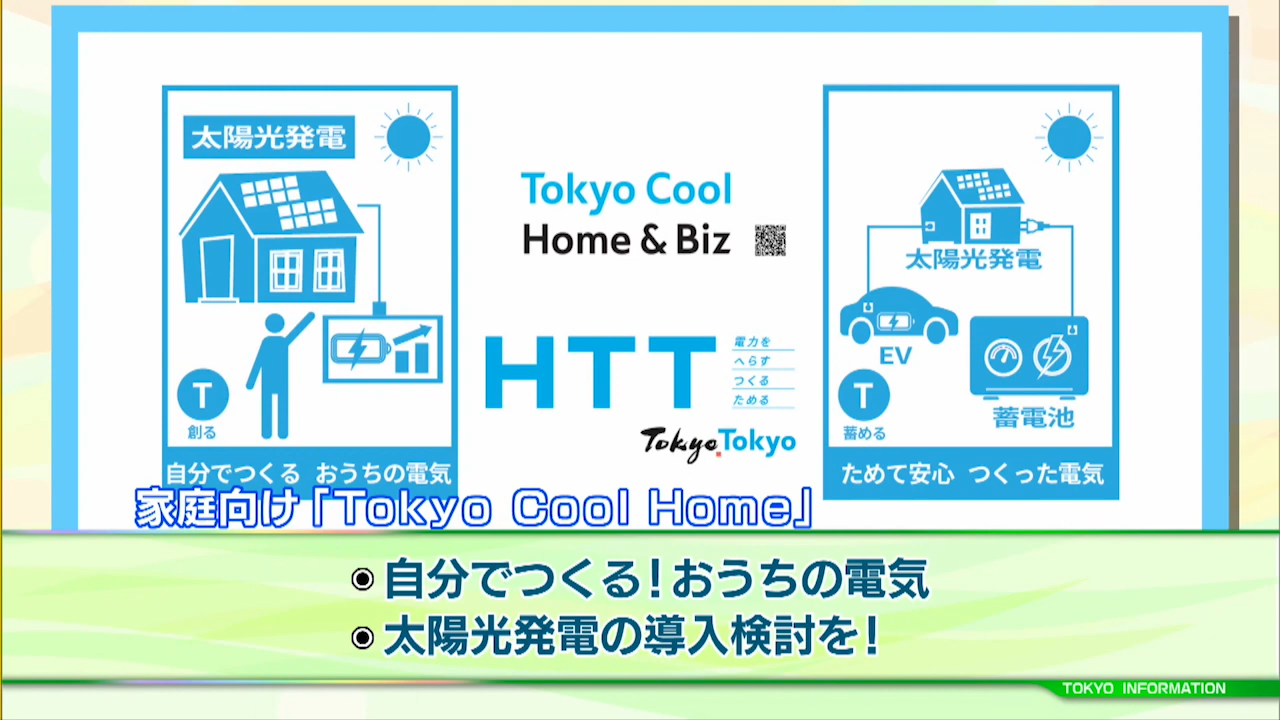 太陽光発電
T
創る
自分でつくる おうちの電気
Tokyo Cool
Home & Biz
HTT
電力を
へらす
つくる
ためる
Tokyo Tokyo
太陽光発電
EV
蓄電池
T
蓄める
ためて安心 つくった電気
家庭向け「Tokyo Cool Home」
◉自分でつくる！おうちの電気
◉太陽光発電の導入検討を！
TOKYO INFORMATION